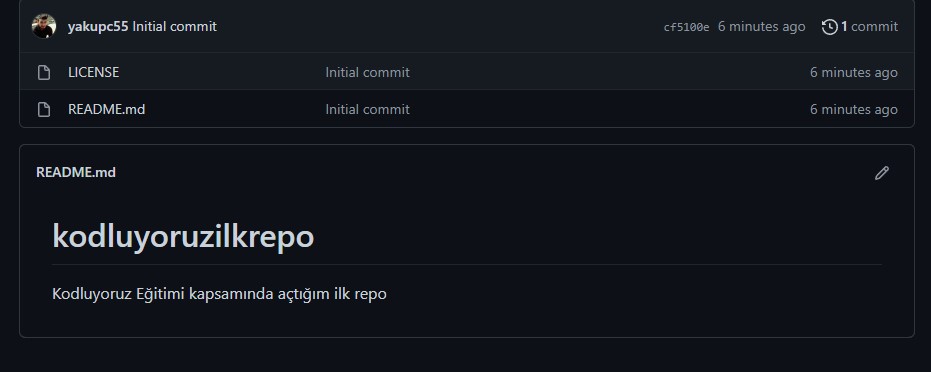 yakupc55 Initial commit cf5100e 6 minutes ago 1 commit
LICENSE Initial commit 6 minutes ago
README.md Initial commit 6 minutes ago
README.md
kodluyoruzilkrepo
Kodluyoruz Eğitimi kapsamında açtığım ilk repo